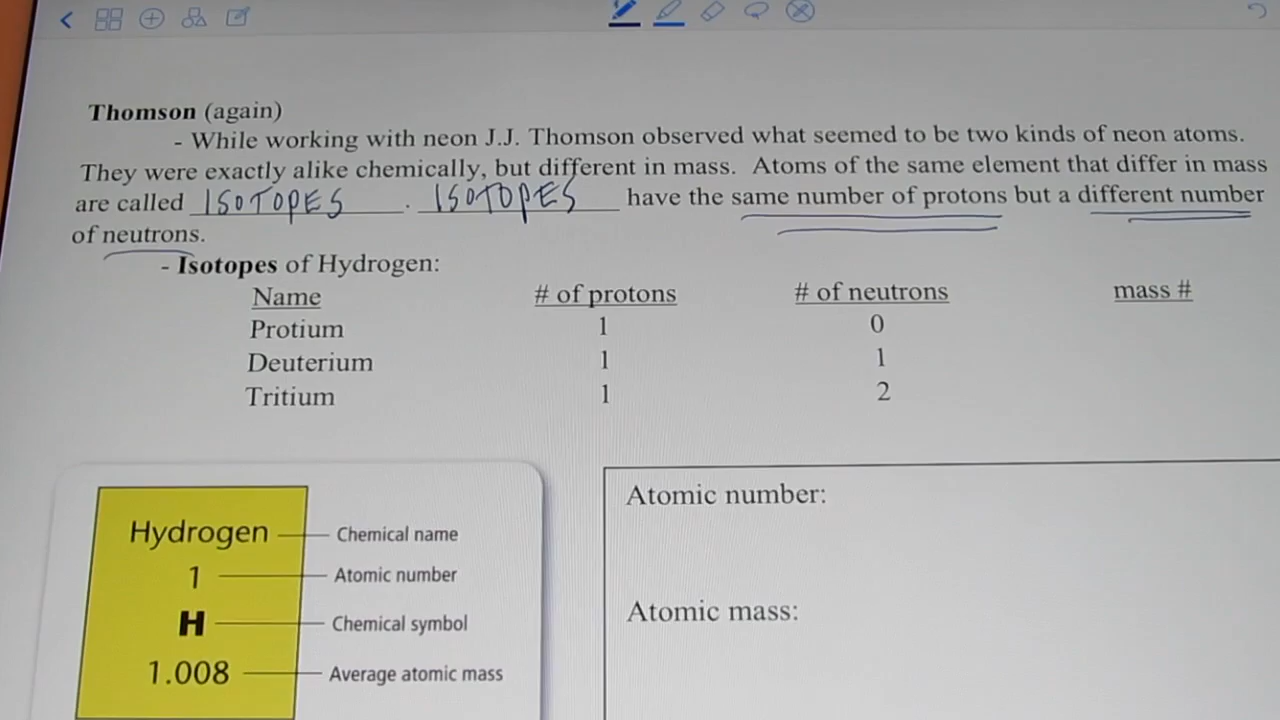 Thomson (again)
- While working with neon J.J. Thomson observed what seemed to be two kinds of neon atoms.
They were exactly alike chemically, but different in mass. Atoms of the same element that differ in mass
are called ISOTOPES. ISOTOPES have the same number of protons but a different number
of neutrons.
- Isotopes of Hydrogen:
Name # of protons # of neutrons mass #
Protium 1 0
Deuterium 1 1
Tritium 1 2
Hydrogen Chemical name
1 Atomic number
H Chemical symbol
1.008 Average atomic mass
Atomic number:
Atomic mass: